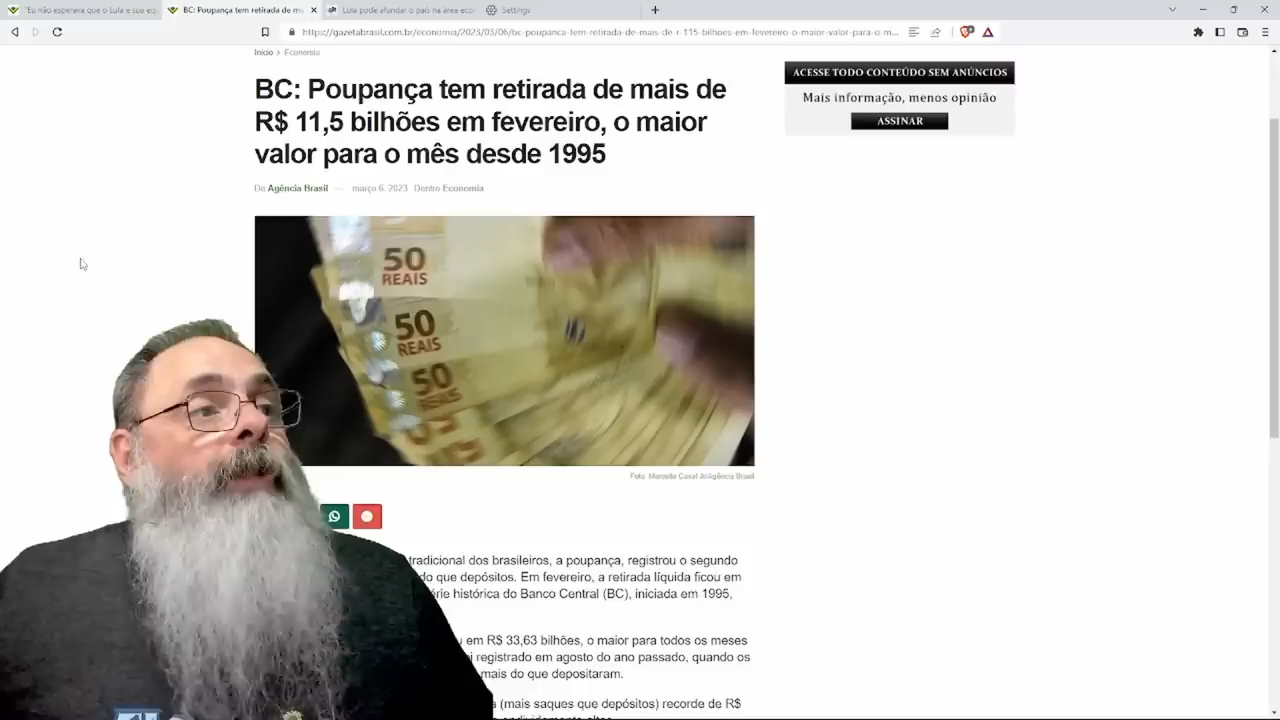 "Eu não esperava que o Lula e sua eq
BC: Poupança tem retirada de m
Lula pode afundar o país na área eco
Settings
https://gazetabrasil.com.br/economia/2023/03/06/bc-poupanca-tem-retirada-de-mais-de-r-115-bilhoes-em-fevereiro-o-maior-valor-para-o-m...
Início > Economia
BC: Poupança tem retirada de mais de
R$ 11,5 bilhões em fevereiro, o maior
valor para o mês desde 1995
De Agência Brasil — março 6, 2023 Dentro Economia
ACESSE TODO CONTEÚDO SEM ANÚNCIOS
Mais informação, menos opinião
ASSINAR
50
REAIS
50
REAIS
50
REAIS
Foto: Marcello Casal Jr/Agência Brasil
tradicional dos brasileiros, a poupança, registrou o segundo
do que depósitos. Em fevereiro, a retirada líquida ficou em
érie histórica do Banco Central (BC), iniciada em 1995,
em R$ 33,63 bilhões, o maior para todos os meses
registrado em agosto do ano passado, quando os
mais do que depositaram.
(mais saques que depósitos) recorde de R$